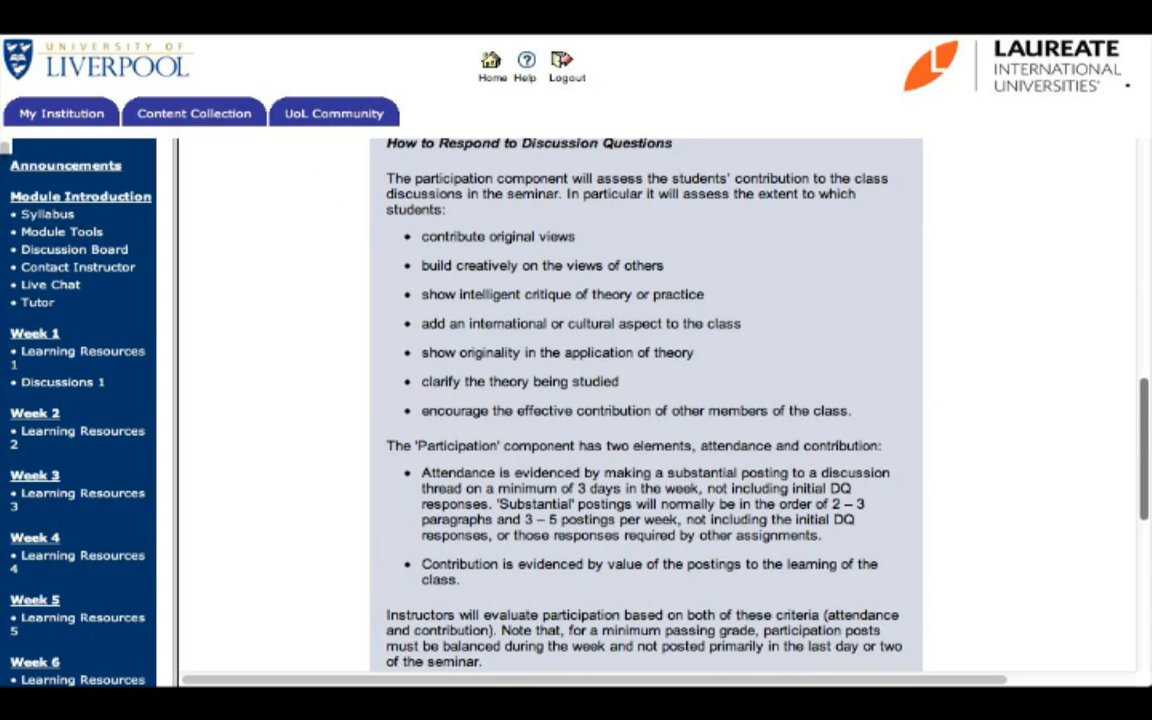 UNIVERSITY OF
LIVERPOOL
Home Help Logout
LAUREATE
INTERNATIONAL
UNIVERSITIES
My Institution
Content Collection
UoL Community
Announcements
Module Introduction
• Syllabus
• Module Tools
• Discussion Board
• Contact Instructor
• Live Chat
• Tutor
Week 1
• Learning Resources
1
• Discussions 1
Week 2
• Learning Resources
2
Week 3
• Learning Resources
3
Week 4
• Learning Resources
4
Week 5
• Learning Resources
5
Week 6
• Learning Resources
How to Respond to Discussion Questions
The participation component will assess the students' contribution to the class
discussions in the seminar. In particular it will assess the extent to which
students:
• contribute original views
• build creatively on the views of others
• show intelligent critique of theory or practice
• add an international or cultural aspect to the class
• show originality in the application of theory
• clarify the theory being studied
• encourage the effective contribution of other members of the class.
The 'Participation' component has two elements, attendance and contribution:
• Attendance is evidenced by making a substantial posting to a discussion
thread on a minimum of 3 days in the week, not including initial DQ
responses. 'Substantial' postings will normally be in the order of 2 – 3
paragraphs and 3 – 5 postings per week, not including the initial DQ
responses, or those responses required by other assignments.
• Contribution is evidenced by value of the postings to the learning of the
class.
Instructors will evaluate participation based on both of these criteria (attendance
and contribution). Note that, for a minimum passing grade, participation posts
must be balanced during the week and not posted primarily in the last day or two
of the seminar.